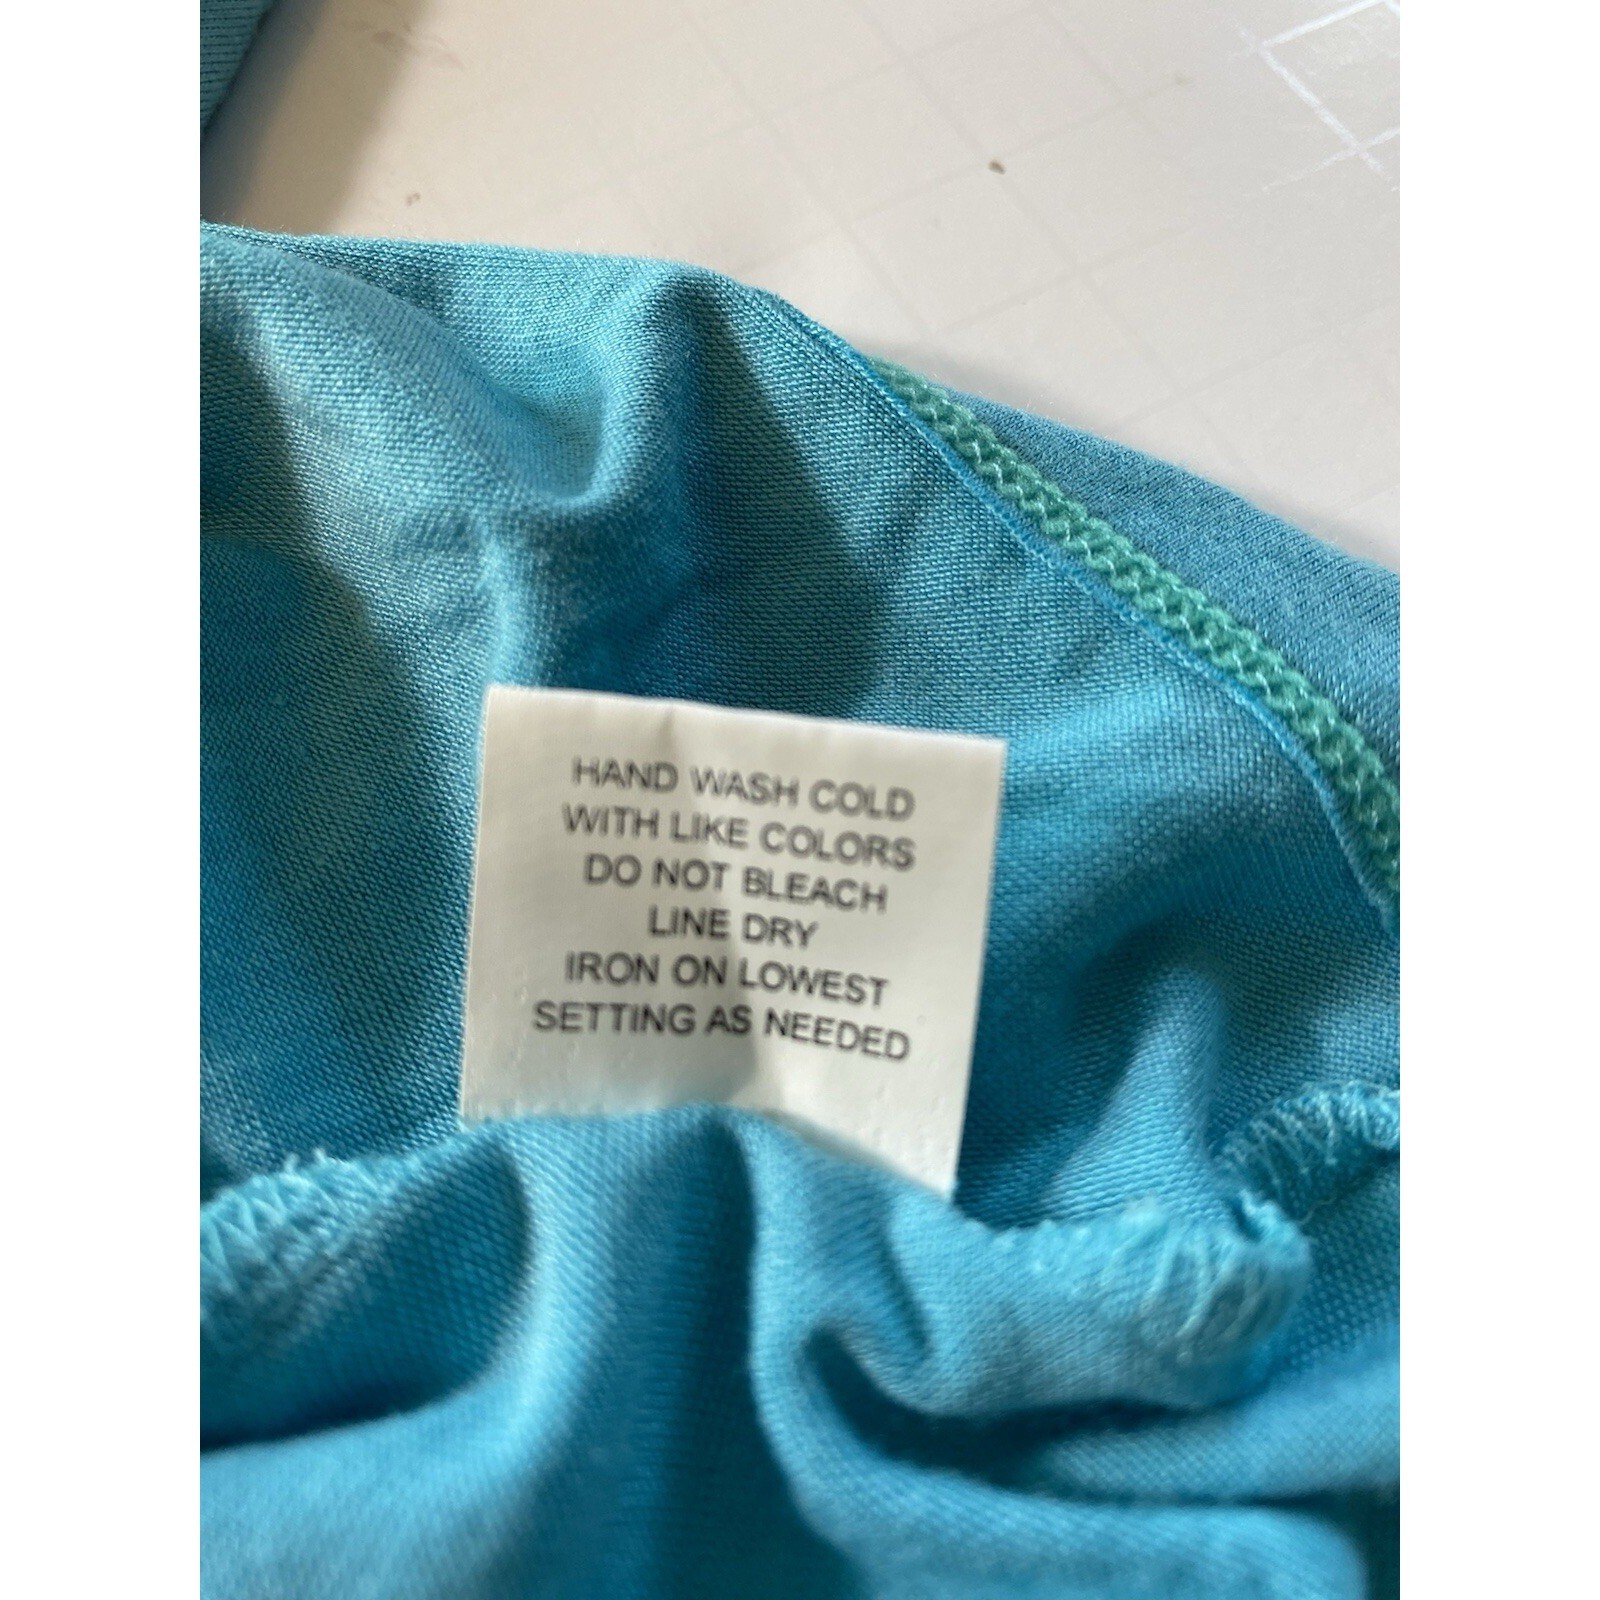 HAND WASH COLD
WITH LIKE COLORS
DO NOT BLEACH
LINE DRY
IRON ON LOWEST
SETTING AS NEEDED